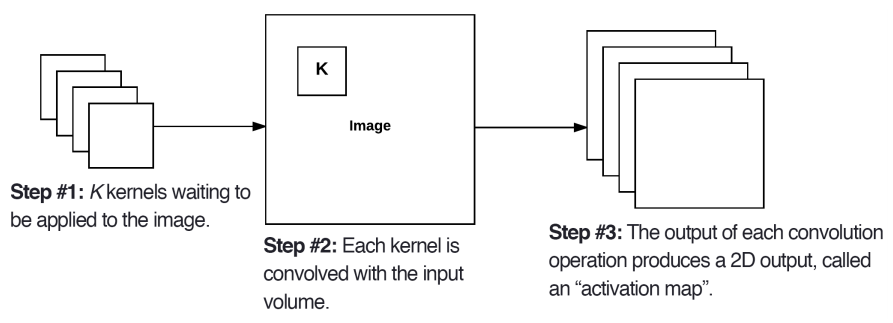 K
Image
Step #1: K kernels waiting to
be applied to the image.
Step #2: Each kernel is
convolved with the input
volume.
Step #3: The output of each convolution
operation produces a 2D output, called
an “activation map”.